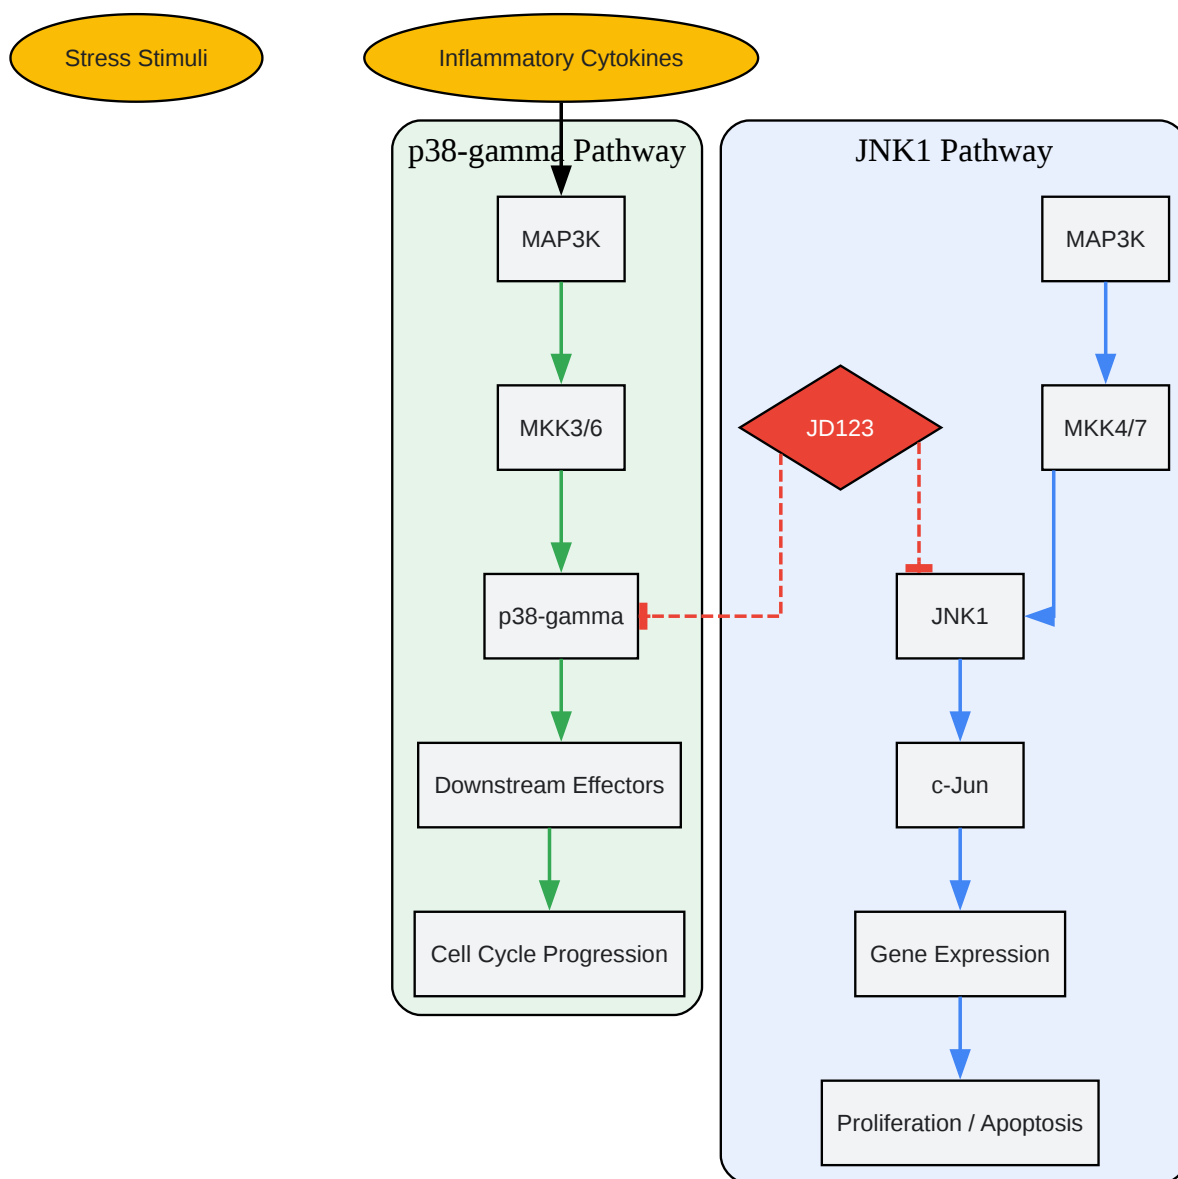 Stress Stimuli
Inflammatory Cytokines
p38-gamma Pathway
JNK1 Pathway
MAP3K
MAP3K
MKK3/6
JD123
MKK4/7
p38-gamma
JNK1
Downstream Effectors
c-Jun
Cell Cycle Progression
Gene Expression
Proliferation / Apoptosis